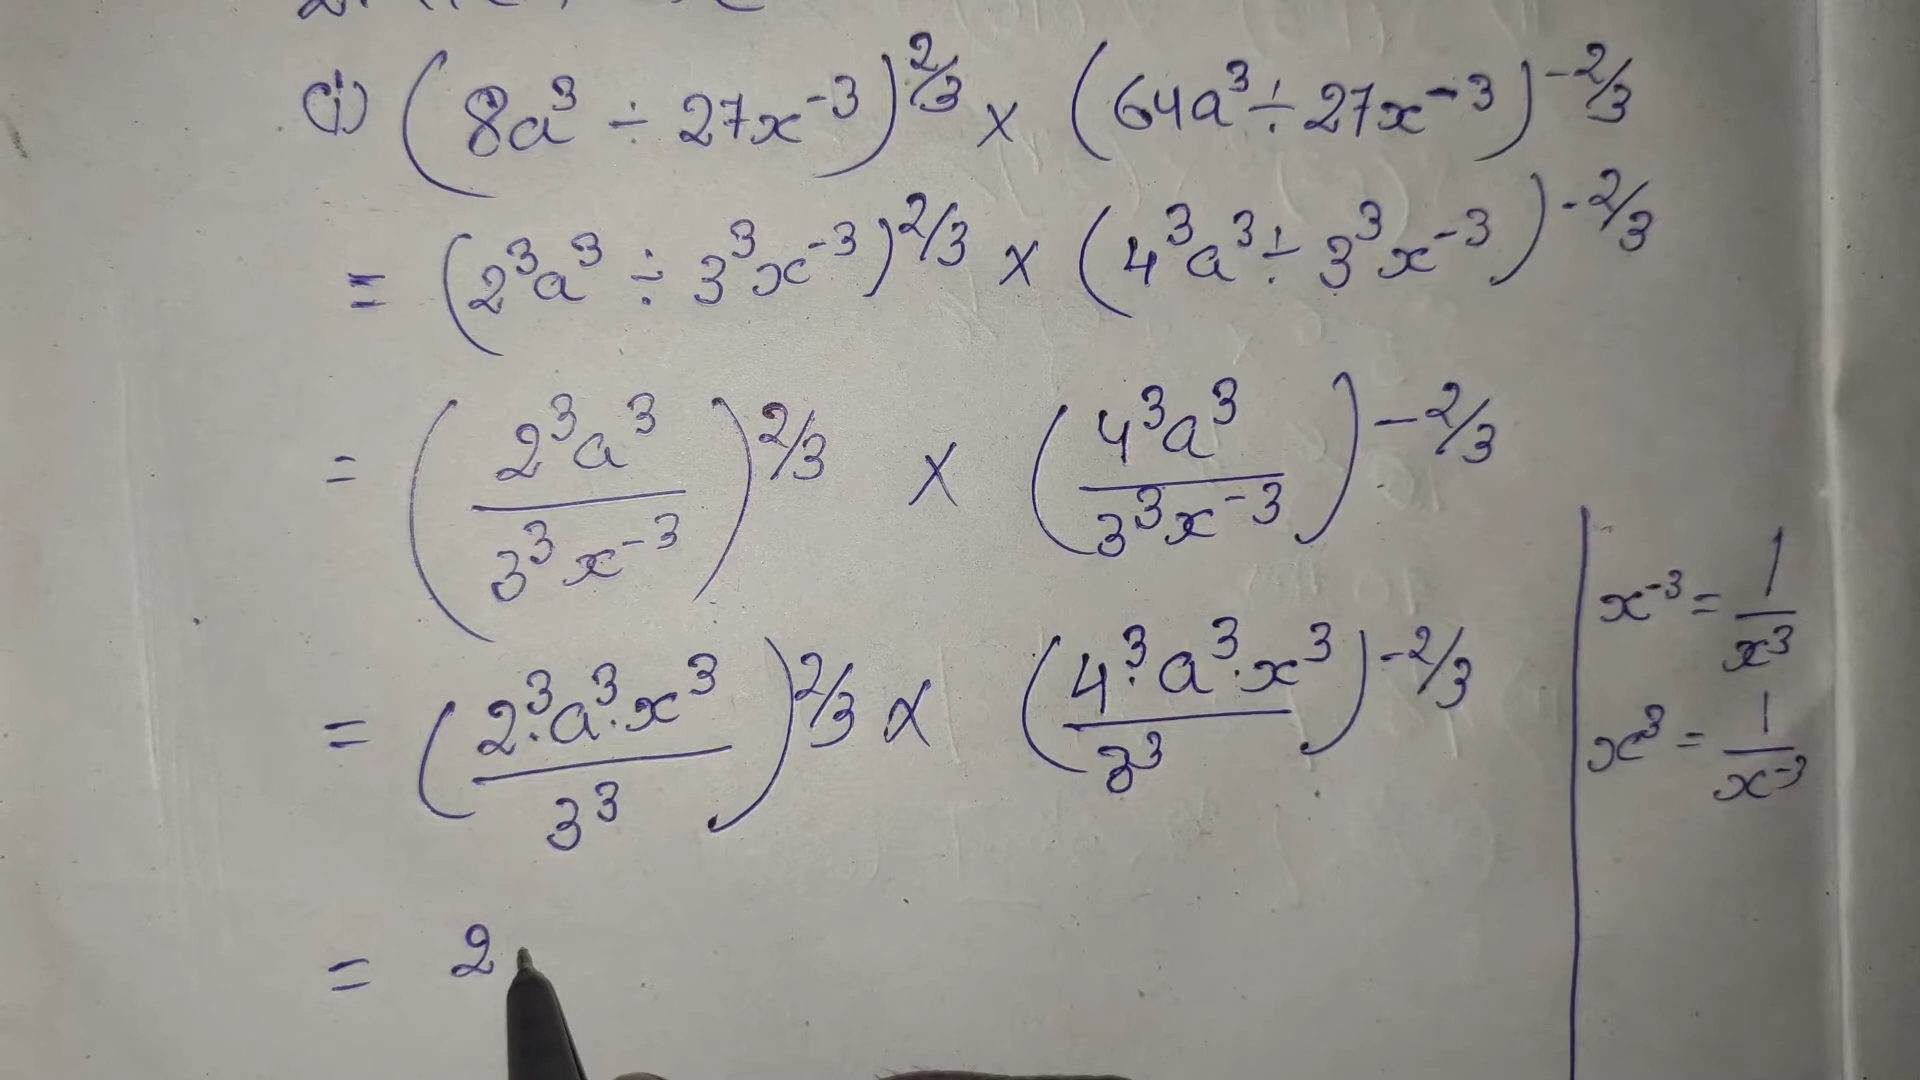 (i) (8a³ ÷ 27x⁻³)^2/3 × (64a³ ÷ 27x⁻³)^-2/3
= (2³a³ ÷ 3³x⁻³)^2/3 × (4³a³ ÷ 3³x⁻³)^-2/3
= (2³a³ / 3³x⁻³)^2/3 × (4³a³ / 3³x⁻³)^-2/3
= (2³·a³·x³ / 3³)^2/3 × (4³·a³·x³ / 3³)^-2/3
= 2
x⁻³ = 1/x³
x³ = 1/x⁻³